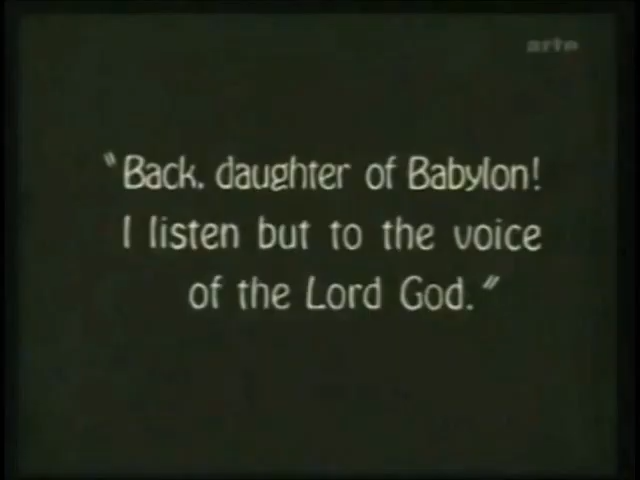 arte
"Back, daughter of Babylon!
I listen but to the voice
of the Lord God."